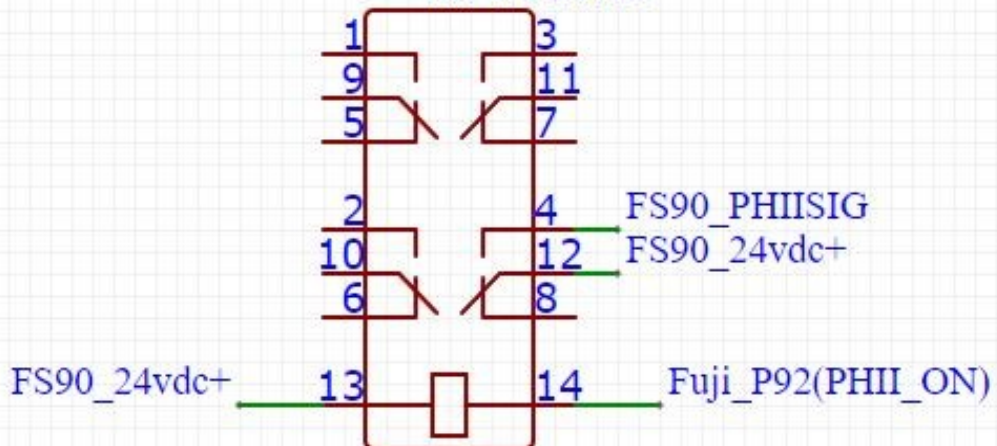 1 3
9 11
5 7
2 4 FS90_PHIISIG
10 12 FS90_24vdc+
6 8
FS90_24vdc+ 13 14 Fuji_P92(PHII_ON)